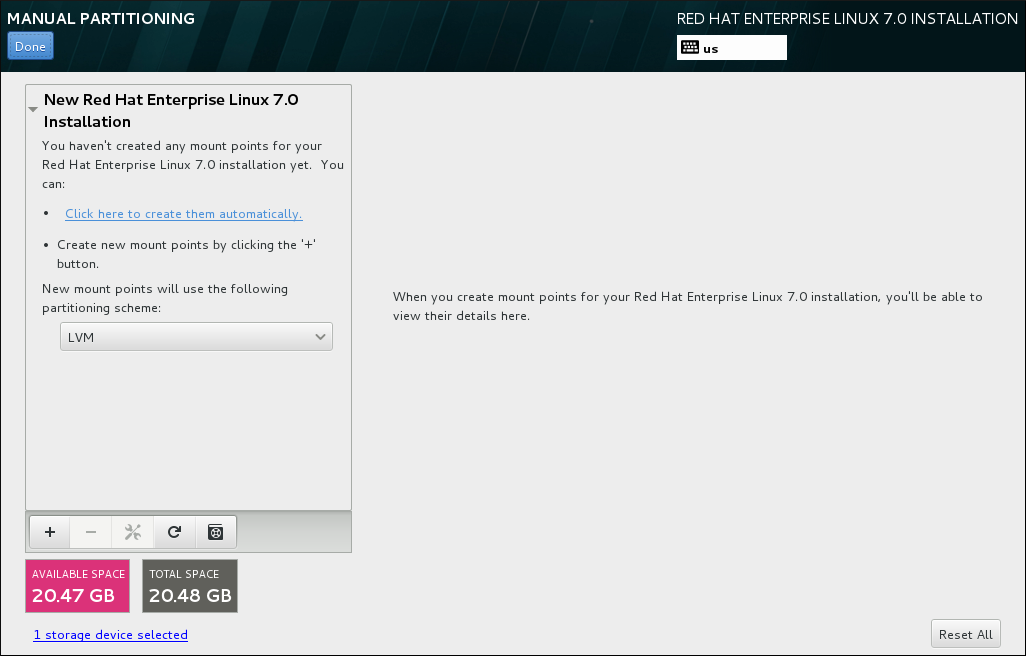 MANUAL PARTITIONING
RED HAT ENTERPRISE LINUX 7.0 INSTALLATION
Done
us
New Red Hat Enterprise Linux 7.0
Installation
You haven't created any mount points for your
Red Hat Enterprise Linux 7.0 installation yet.  You
can:
• Click here to create them automatically.
• Create new mount points by clicking the '+'
button.
New mount points will use the following
partitioning scheme:
LVM
When you create mount points for your Red Hat Enterprise Linux 7.0 installation, you'll be able to
view their details here.
AVAILABLE SPACE
20.47 GB
TOTAL SPACE
20.48 GB
1 storage device selected
Reset All